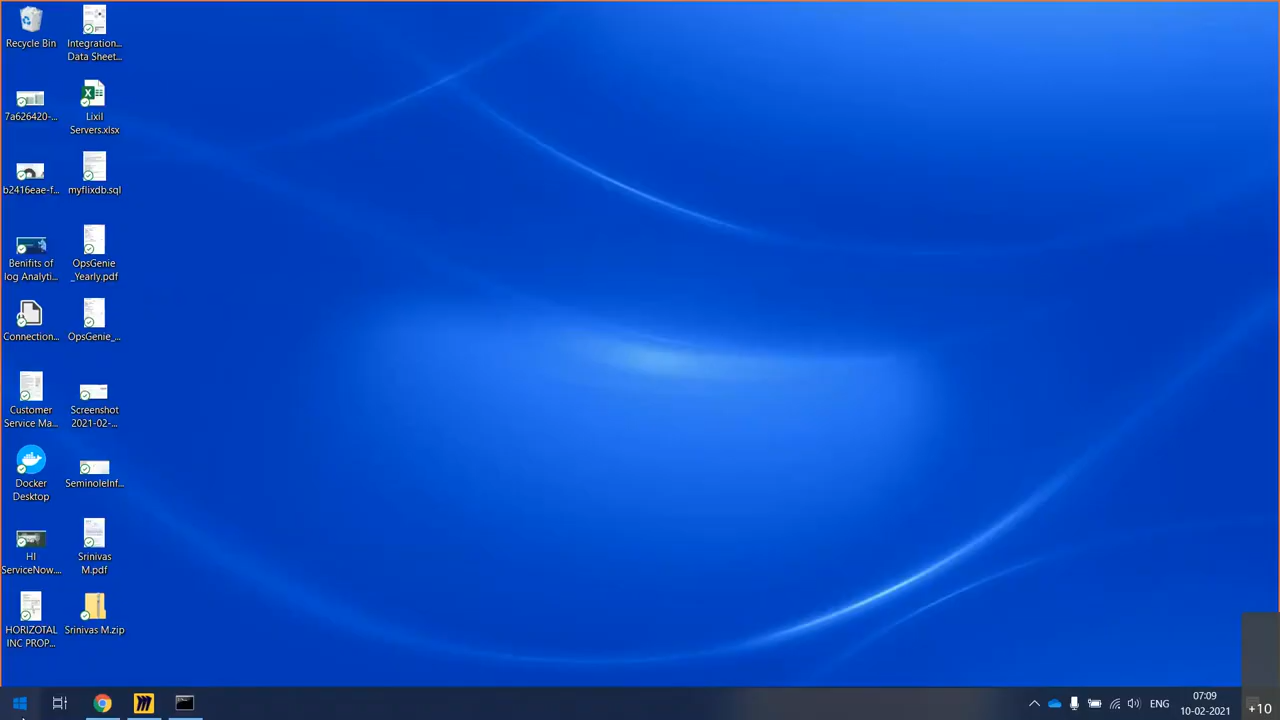 Recycle Bin
Integration...
Data Sheet...
7a626420-...
Lixil
Servers.xlsx
b2416eae-f...
myflixdb.sql
Benifits of
log Analyti...
OpsGenie
_Yearly.pdf
Connection...
OpsGenie_...
Customer
Service Ma...
Screenshot
2021-02-...
Docker
Desktop
SeminoleInf...
HI
ServiceNow....
Srinivas
M.pdf
HORIZOTAL
INC PROP...
Srinivas M.zip
ENG
07:09
10-02-2021
+10